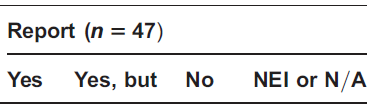 Report (n = 47)
Yes Yes, but No NEI or N/A